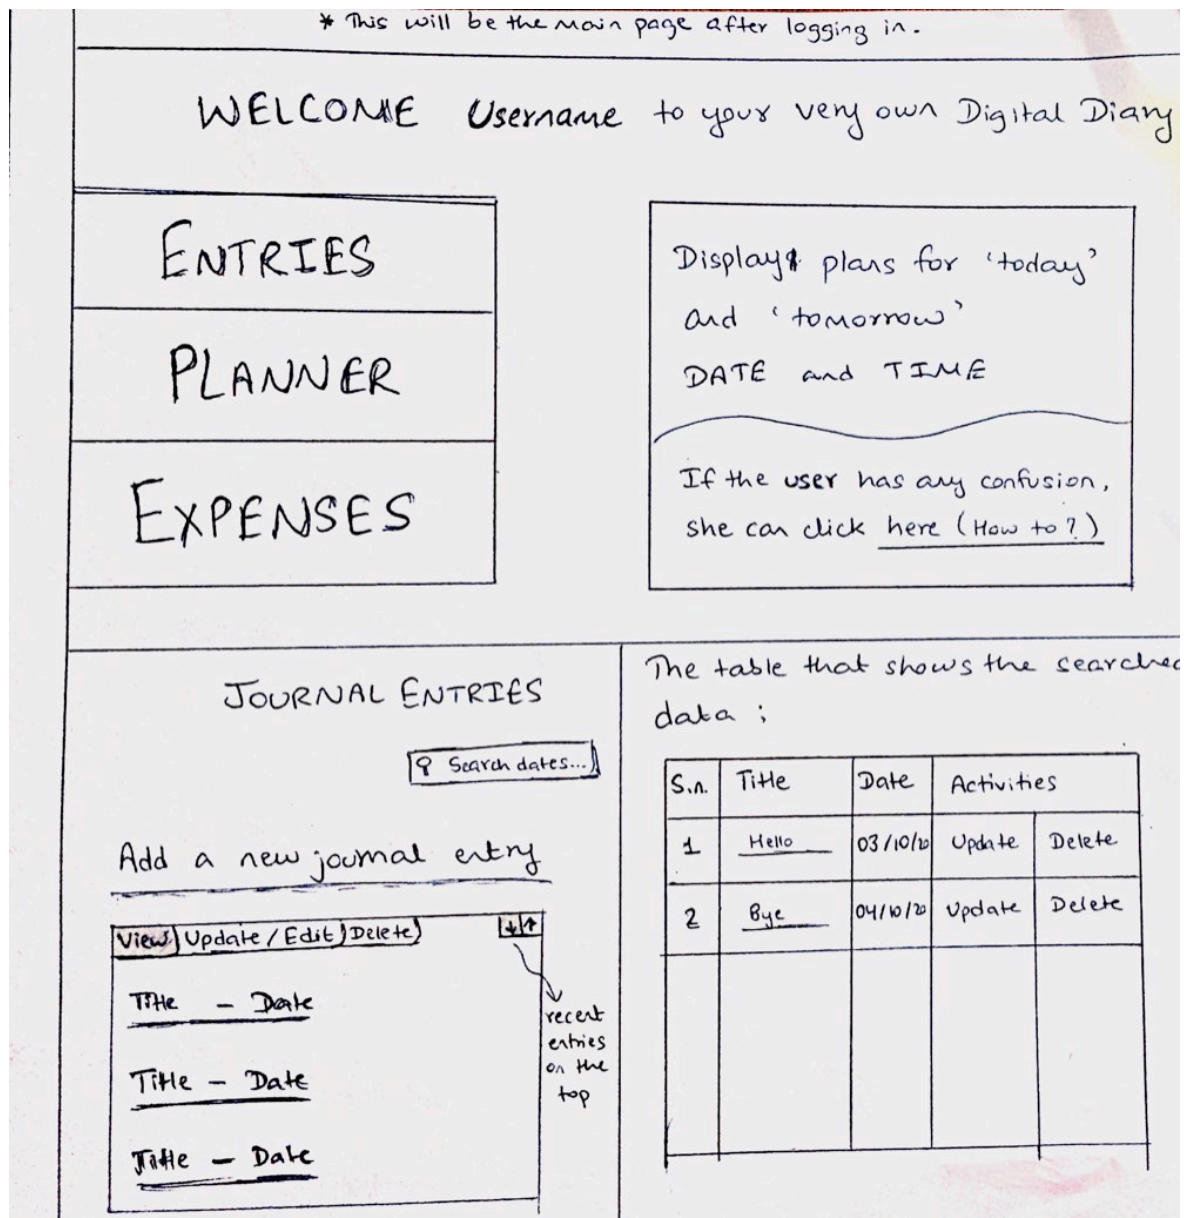 * This will be the main page after logging in.
WELCOME Username to your very own Digital Diary
ENTRIES
PLANNER
EXPENSES
Display plans for 'today'
and 'tomorrow'
DATE and TIME
If the user has any confusion,
she can click here (How to?)
JOURNAL ENTRIES
Search dates...
Add a new journal entry
View Update / Edit Delete
↓ ↑
Title - Date
Title - Date
Title - Date
recent
entries
on the
top
The table that shows the searched
data :
S.n. Title Date Activities
1 Hello 03/10/20 Update Delete
2 Bye 04/10/20 Update Delete